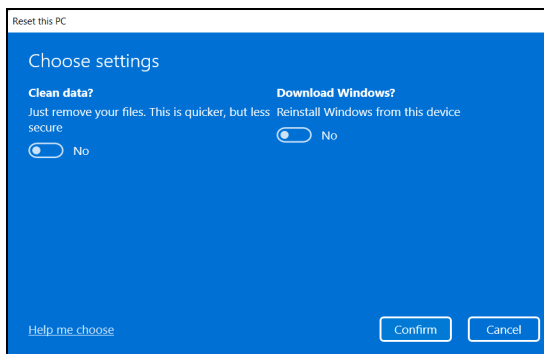 Reset this PC
Choose settings
Clean data?
Just remove your files. This is quicker, but less
secure
No
Download Windows?
Reinstall Windows from this device
No
Help me choose
Confirm
Cancel